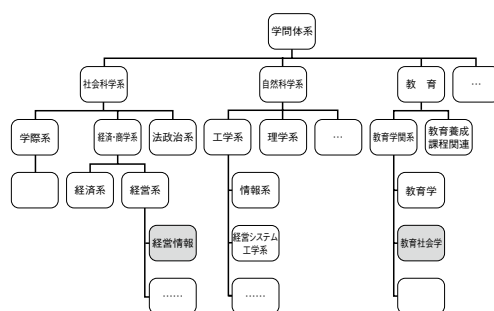 学問体系
社会科学系
自然科学系
教　育
…
学際系
経済・商学系
法政治系
工学系
理学系
…
教育学関系
教育養成
課程関連
経済系
経営系
情報系
教育学
経営情報
経営システム
工学系
教育社会学
……
……